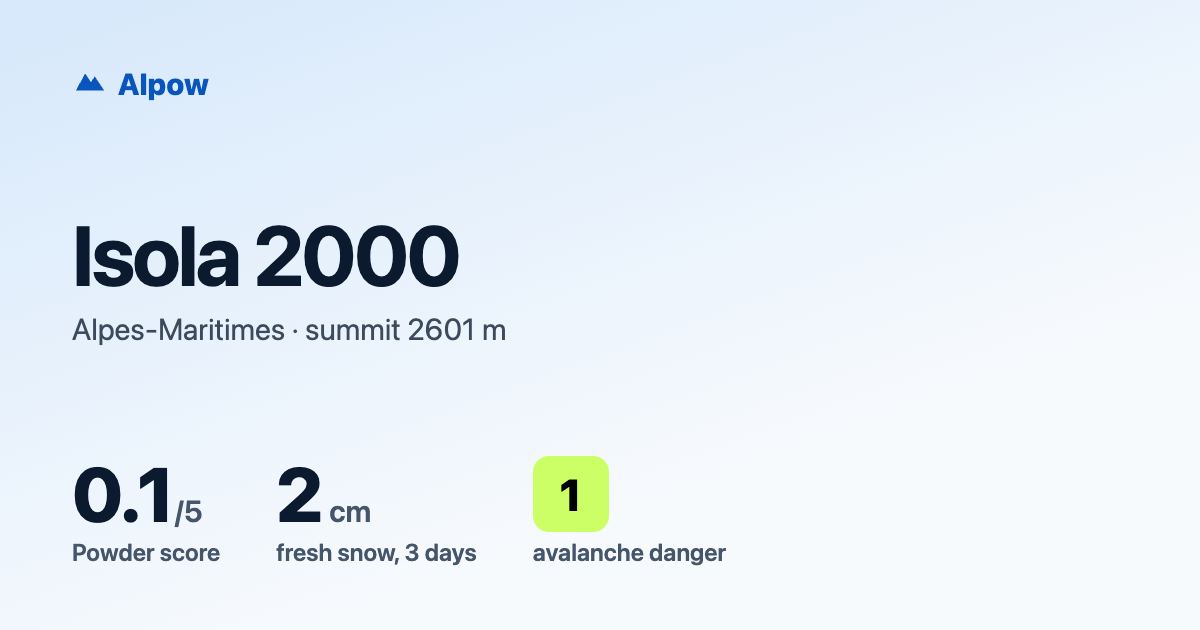 Alpow
Isola 2000
Alpes-Maritimes · summit 2601 m
0.1/5
Powder score
2 cm
fresh snow, 3 days
1
avalanche danger